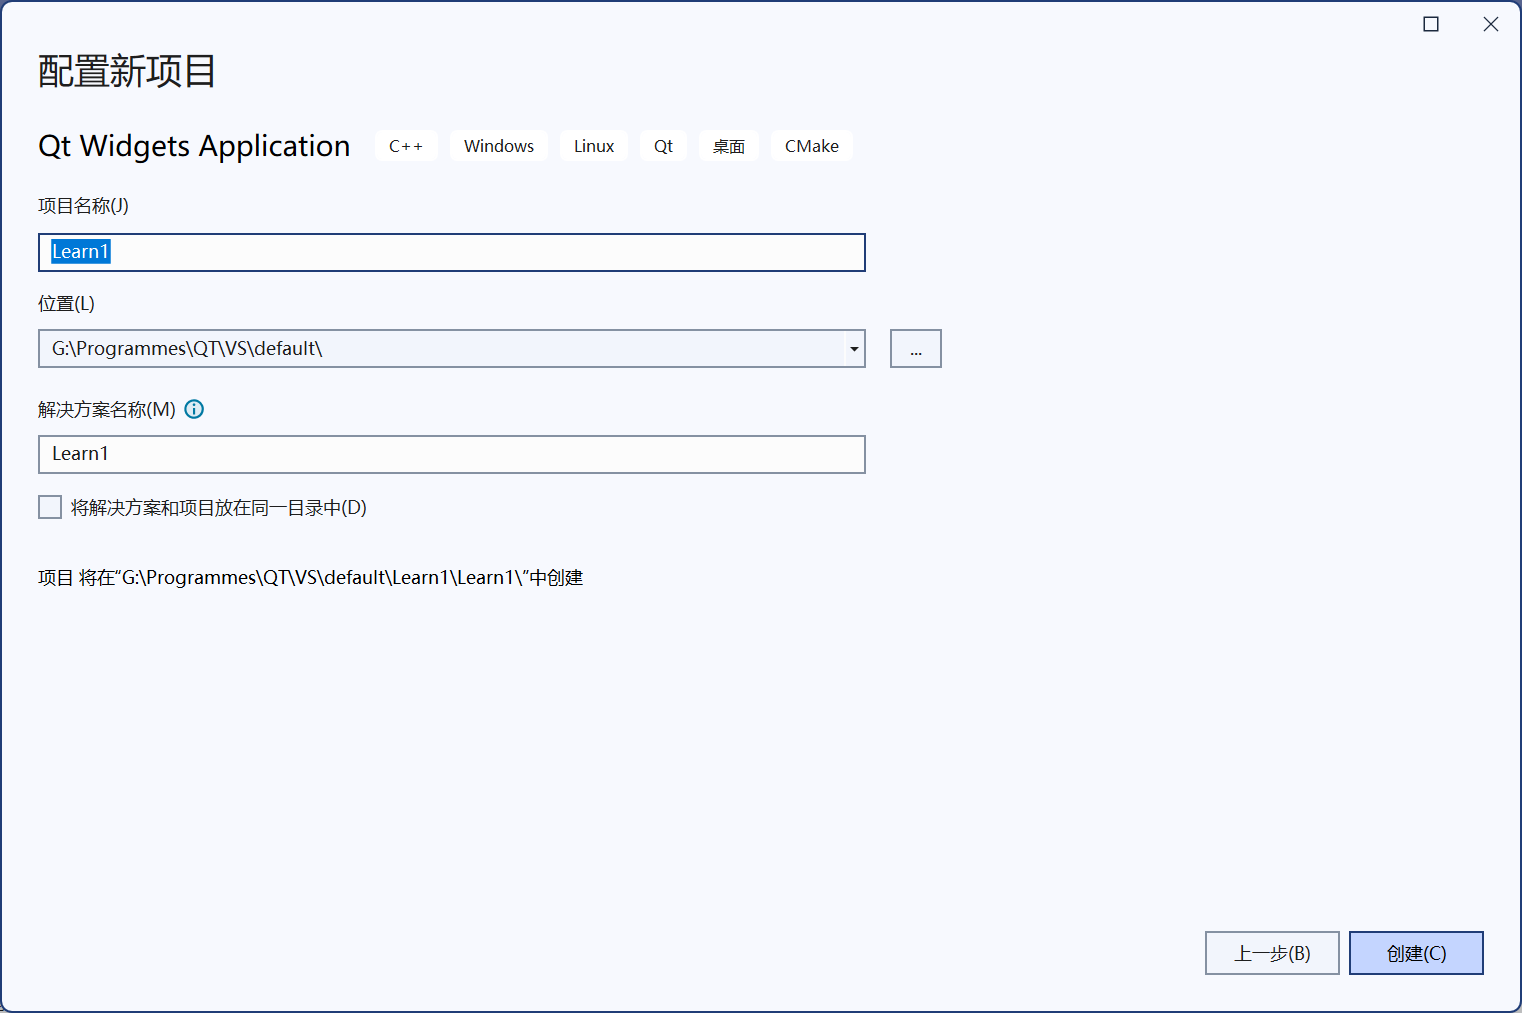 配置新项目
Qt Widgets Application C++ Windows Linux Qt 桌面 CMake
项目名称(J)
Learn1
位置(L)
G:\Programmes\QT\VS\default\ ...
解决方案名称(M)
Learn1
将解决方案和项目放在同一目录中(D)
项目 将在“G:\Programmes\QT\VS\default\Learn1\Learn1\”中创建
上一步(B) 创建(C)